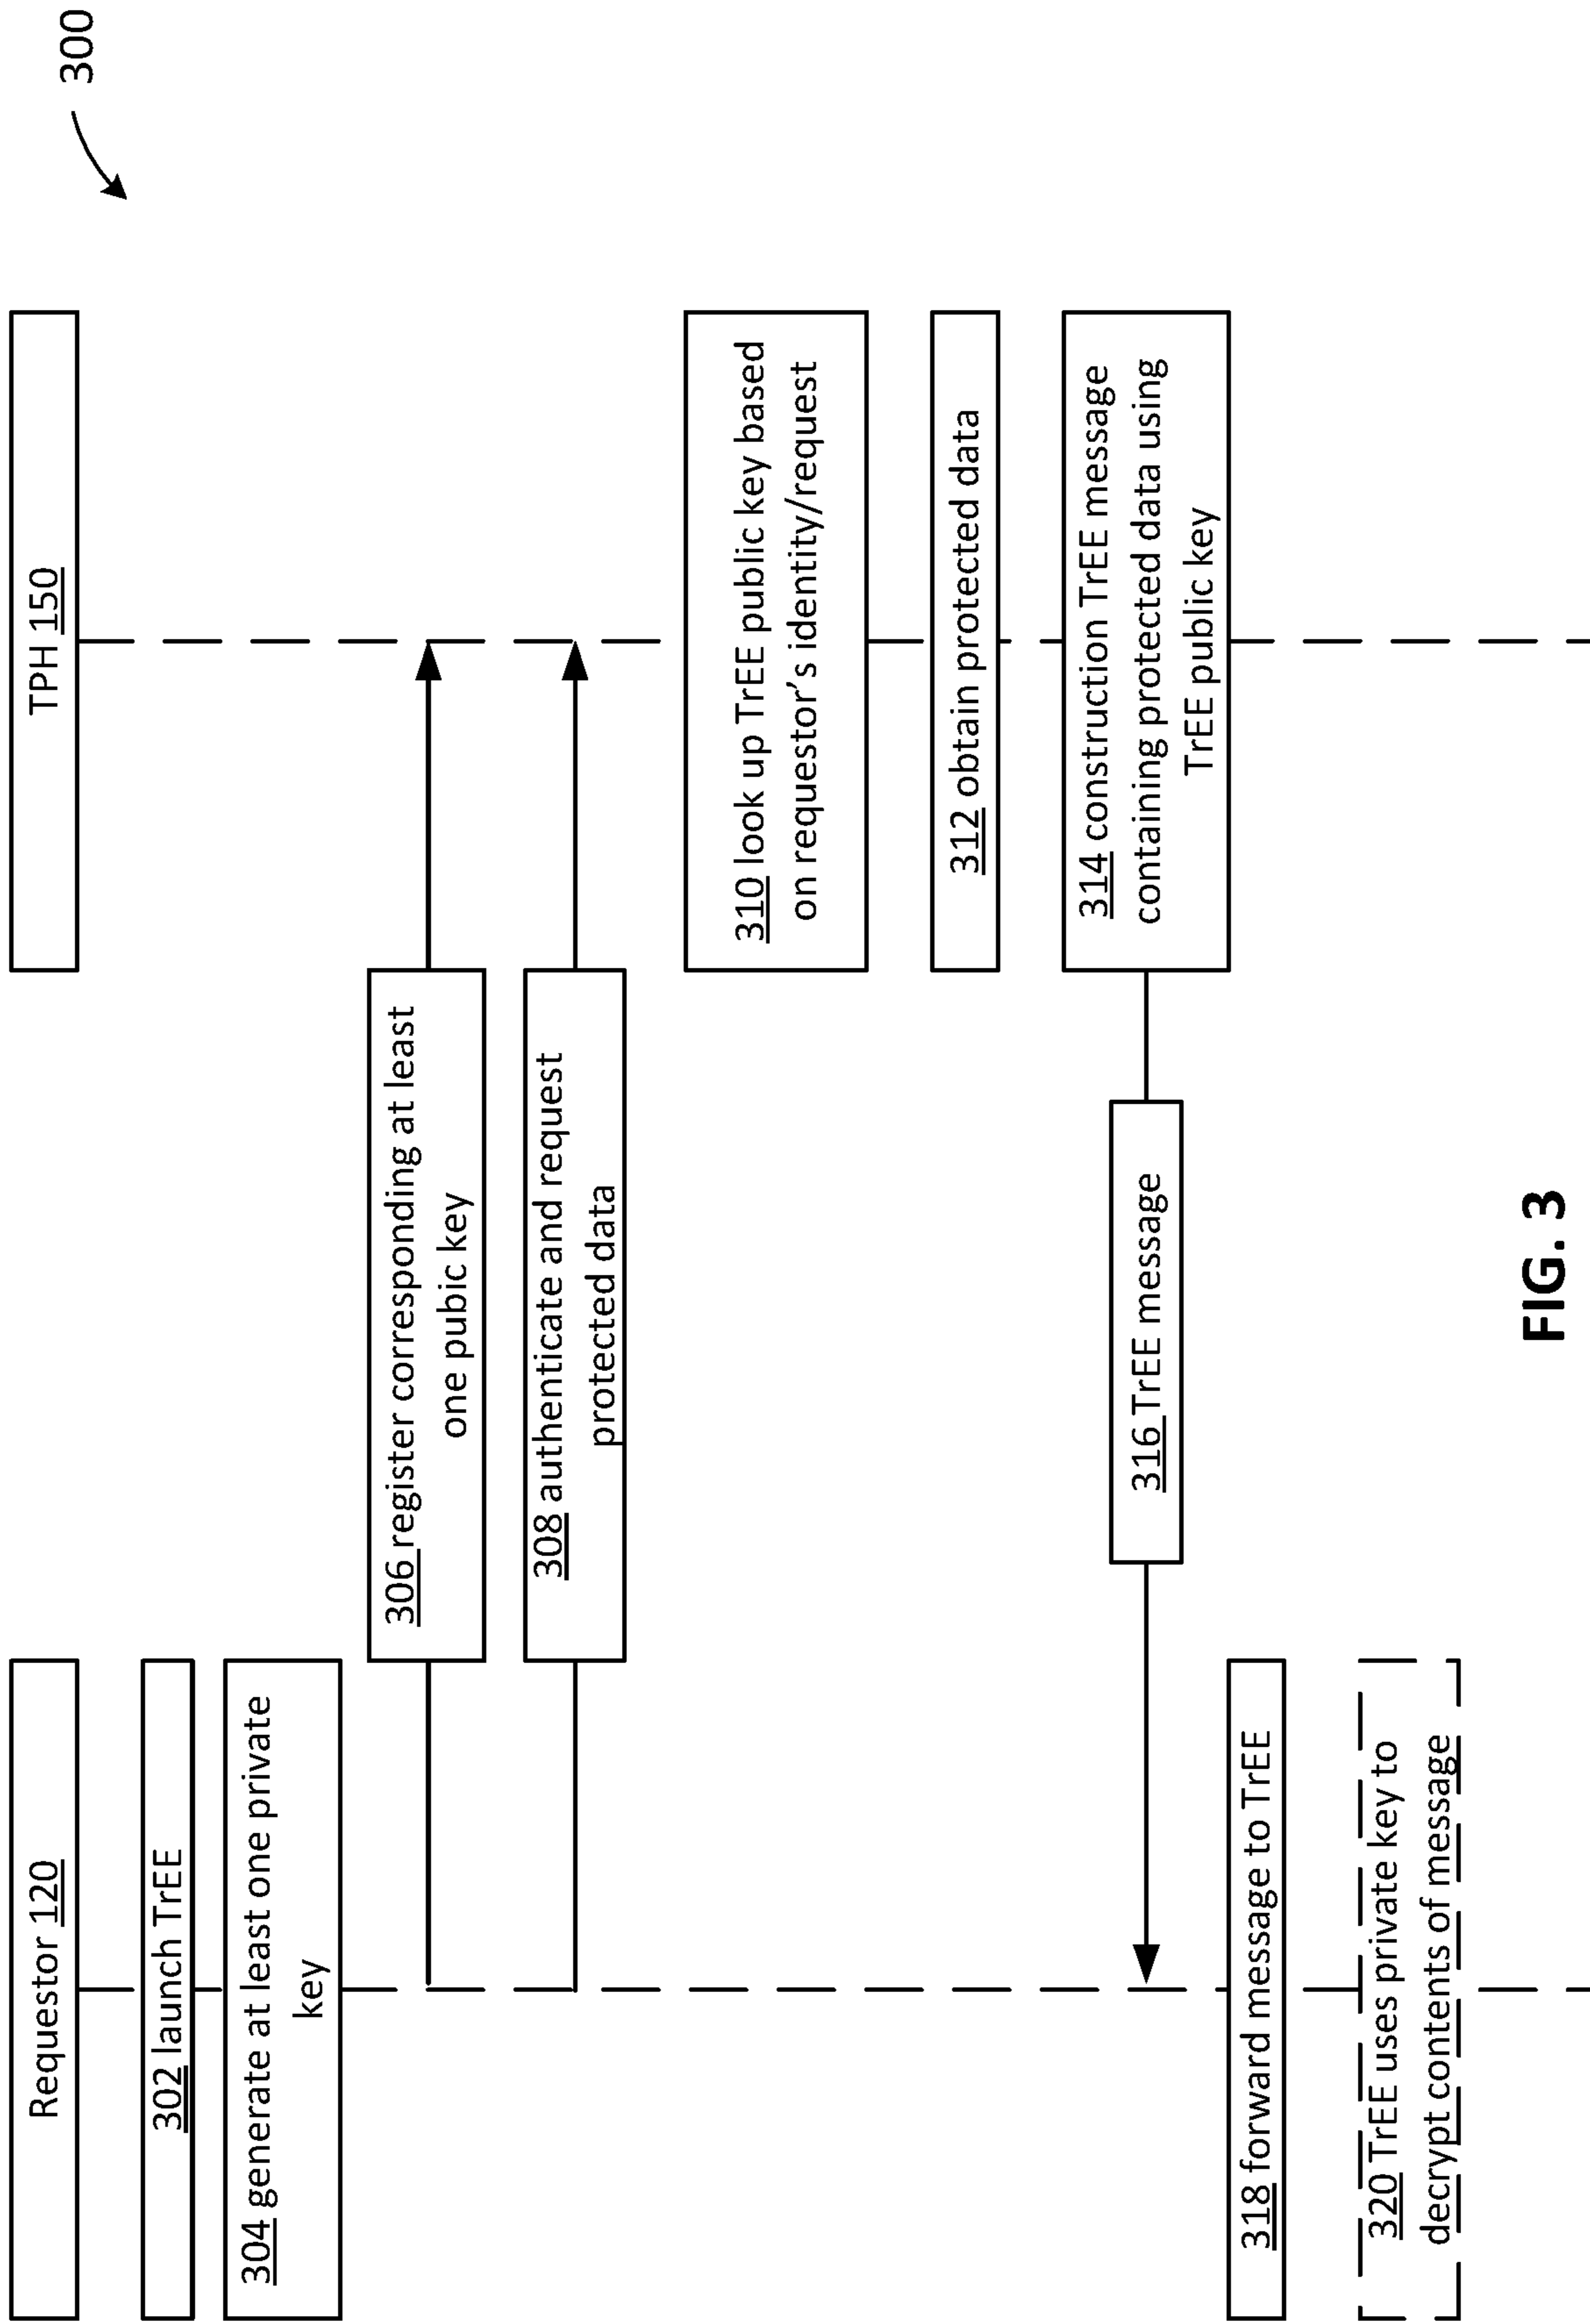 300
Requestor 120
TPH 150
302 launch TrEE
304 generate at least one private
key
306 register corresponding at least
one pubic key
308 authenticate and request
protected data
310 look up TrEE public key based
on requestor's identity/request
312 obtain protected data
314 construction TrEE message
containing protected data using
TrEE public key
316 TrEE message
318 forward message to TrEE
320 TrEE uses private key to
decrypt contents of message
FIG. 3